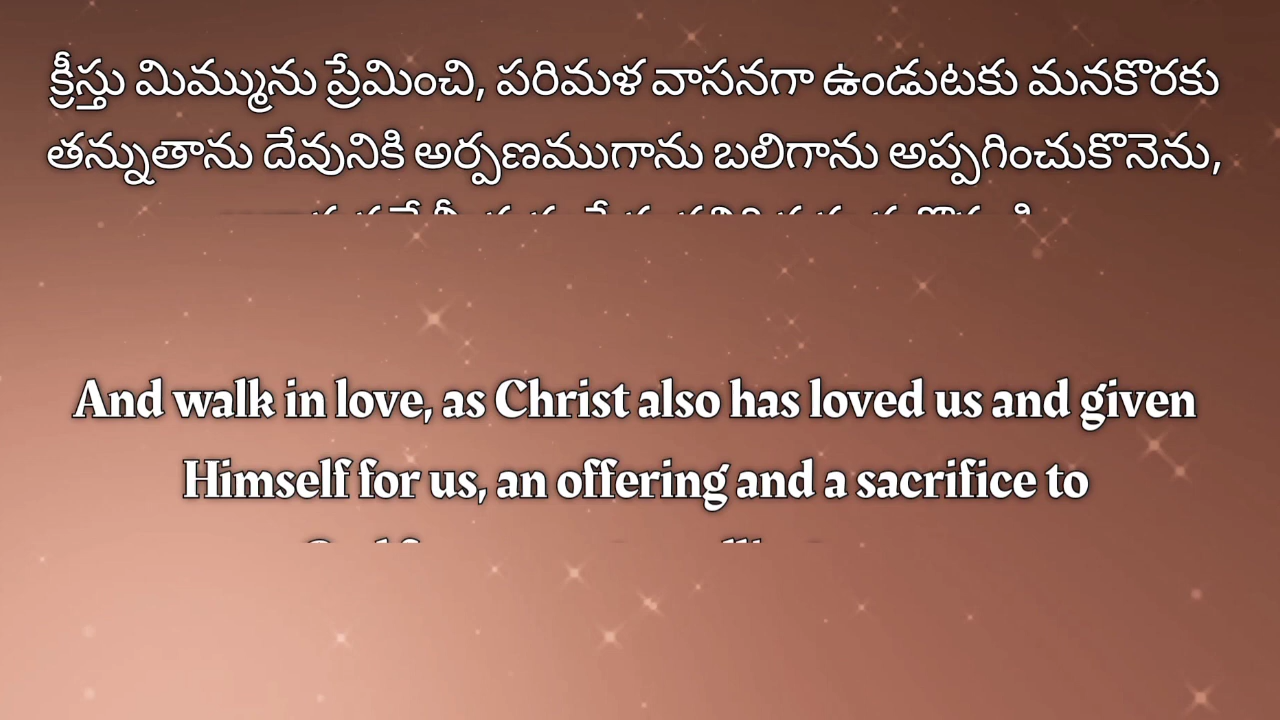 క్రీస్తు మిమ్మును ప్రేమించి, పరిమళ వాసనగా ఉండుటకు మనకొరకు
తన్నుతాను దేవునికి అర్పణముగాను బలిగాను అప్పగించుకొనెను,
And walk in love, as Christ also has loved us and given
Himself for us, an offering and a sacrifice to